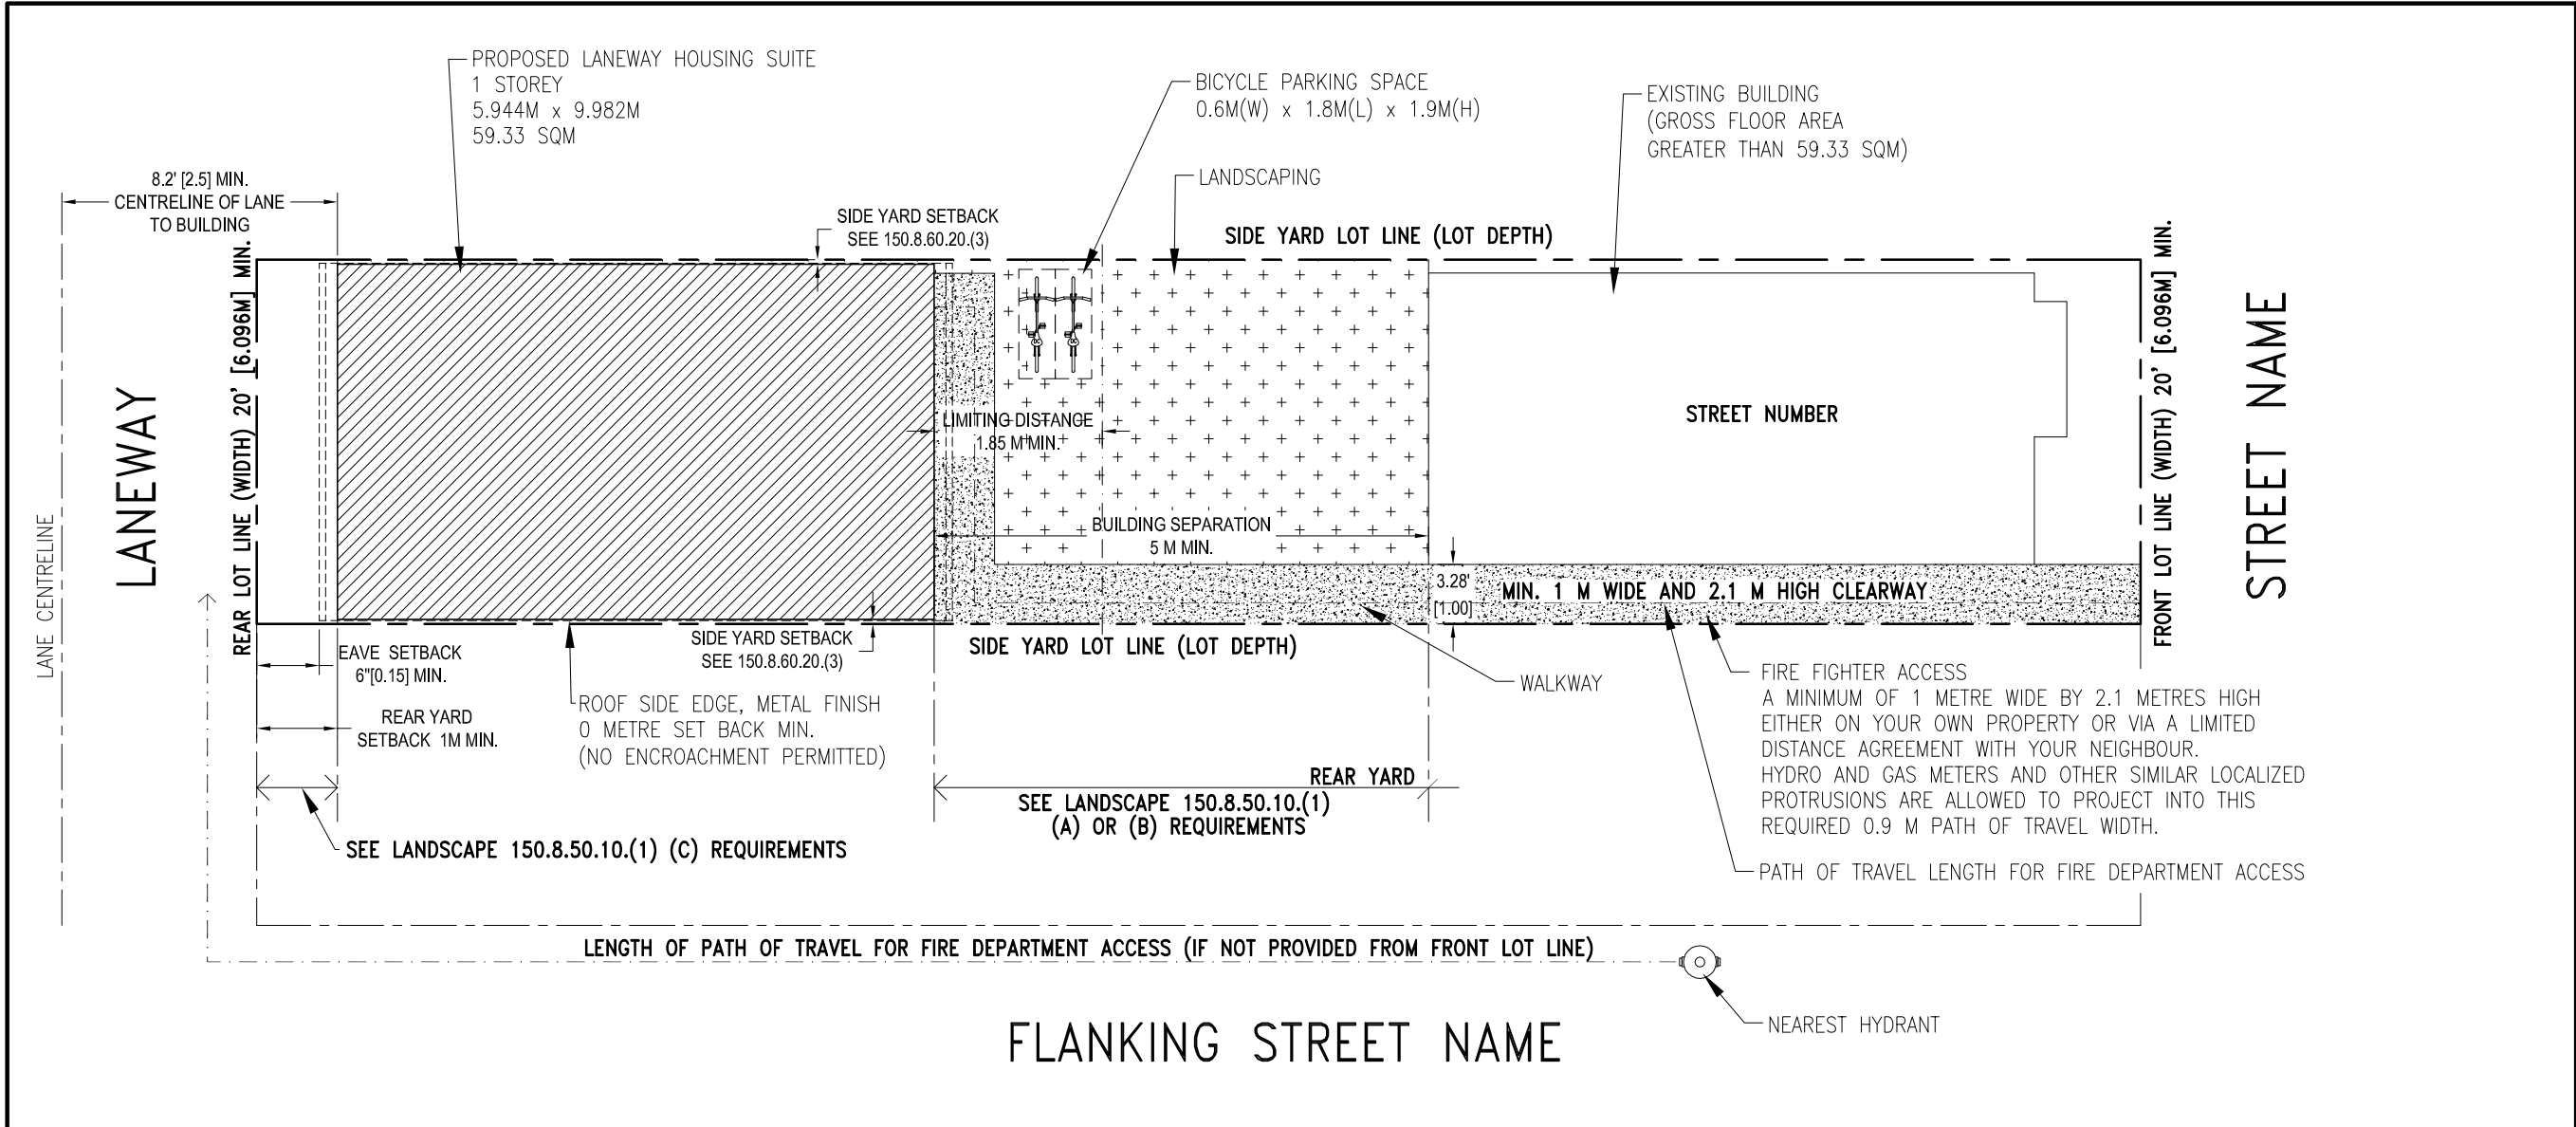 PROPOSED LANEWAY HOUSING SUITE
1 STOREY
5.944M x 9.982M
59.33 SQM
BICYCLE PARKING SPACE
0.6M(W) x 1.8M(L) x 1.9M(H)
EXISTING BUILDING
(GROSS FLOOR AREA
GREATER THAN 59.33 SQM)
LANDSCAPING
8.2' [2.5] MIN.
CENTRELINE OF LANE
TO BUILDING
SIDE YARD SETBACK
SEE 150.8.60.20.(3)
SIDE YARD LOT LINE (LOT DEPTH)
LANE CENTRELINE
LANEWAY
REAR LOT LINE (WIDTH) 20' [6.096M] MIN.
LIMITING DISTANCE
1.85 M MIN.
BUILDING SEPARATION
5 M MIN.
STREET NUMBER
FRONT LOT LINE (WIDTH) 20' [6.096M] MIN.
STREET NAME
3.28'
[1.00]
MIN. 1 M WIDE AND 2.1 M HIGH CLEARWAY
EAVE SETBACK
6"[0.15] MIN.
SIDE YARD SETBACK
SEE 150.8.60.20.(3)
SIDE YARD LOT LINE (LOT DEPTH)
REAR YARD
SETBACK 1M MIN.
ROOF SIDE EDGE, METAL FINISH
0 METRE SET BACK MIN.
(NO ENCROACHMENT PERMITTED)
WALKWAY
FIRE FIGHTER ACCESS
A MINIMUM OF 1 METRE WIDE BY 2.1 METRES HIGH
EITHER ON YOUR OWN PROPERTY OR VIA A LIMITED
DISTANCE AGREEMENT WITH YOUR NEIGHBOUR.
HYDRO AND GAS METERS AND OTHER SIMILAR LOCALIZED
PROTRUSIONS ARE ALLOWED TO PROJECT INTO THIS
REQUIRED 0.9 M PATH OF TRAVEL WIDTH.
REAR YARD
SEE LANDSCAPE 150.8.50.10.(1)
(A) OR (B) REQUIREMENTS
SEE LANDSCAPE 150.8.50.10.(1) (C) REQUIREMENTS
PATH OF TRAVEL LENGTH FOR FIRE DEPARTMENT ACCESS
LENGTH OF PATH OF TRAVEL FOR FIRE DEPARTMENT ACCESS (IF NOT PROVIDED FROM FRONT LOT LINE)
NEAREST HYDRANT
FLANKING STREET NAME